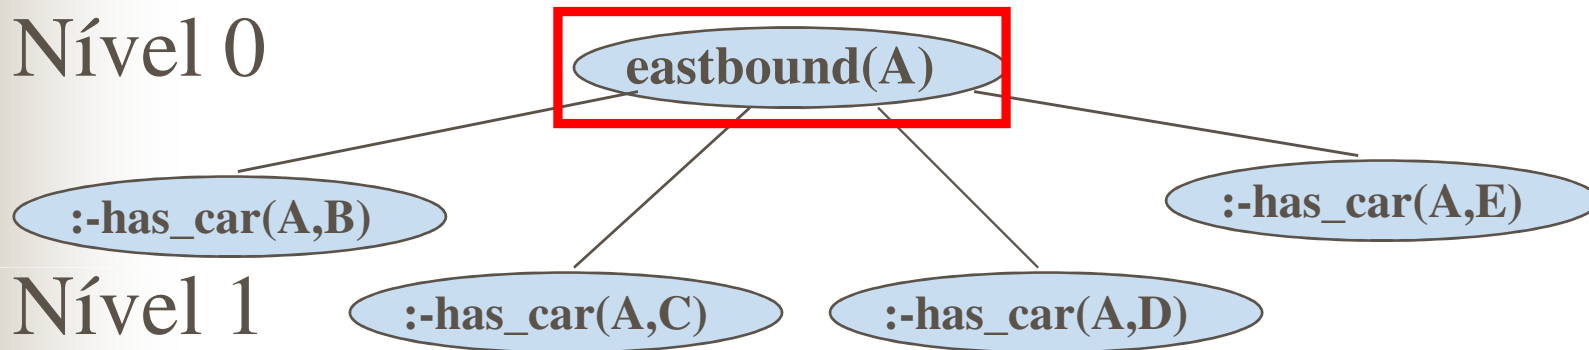 Nível 0
eastbound(A)
:-has_car(A,B)
:-has_car(A,E)
Nível 1
:-has_car(A,C)
:-has_car(A,D)